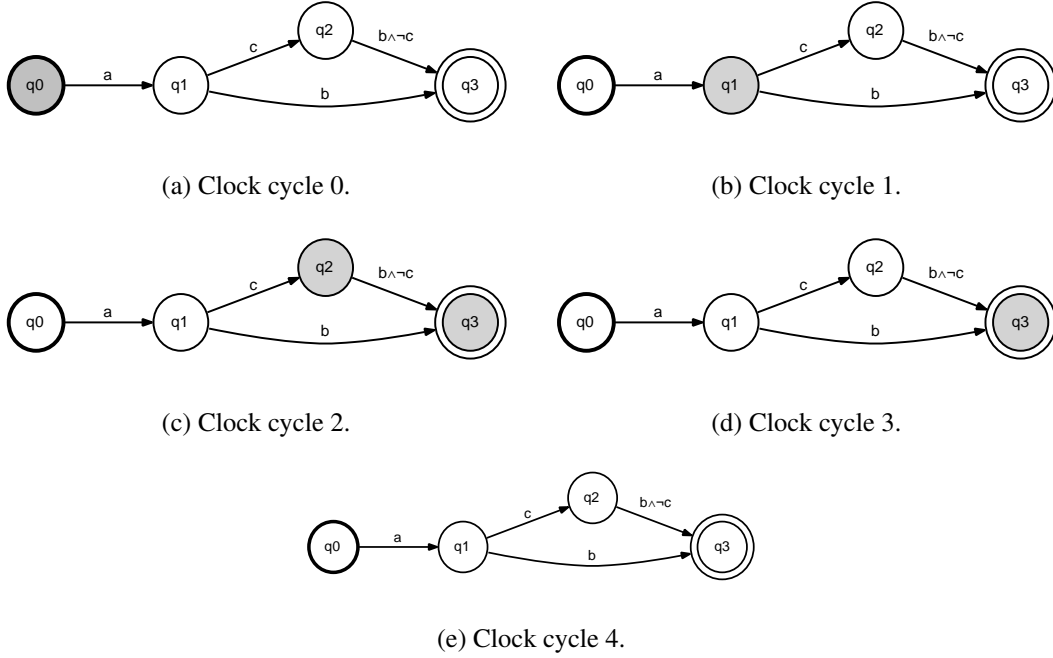 q0 a q1 c q2 b∧¬c q3 b
(a) Clock cycle 0.
q0 a q1 c q2 b∧¬c q3 b
(b) Clock cycle 1.
q0 a q1 c q2 b∧¬c q3 b
(c) Clock cycle 2.
q0 a q1 c q2 b∧¬c q3 b
(d) Clock cycle 3.
q0 a q1 c q2 b∧¬c q3 b
(e) Clock cycle 4.